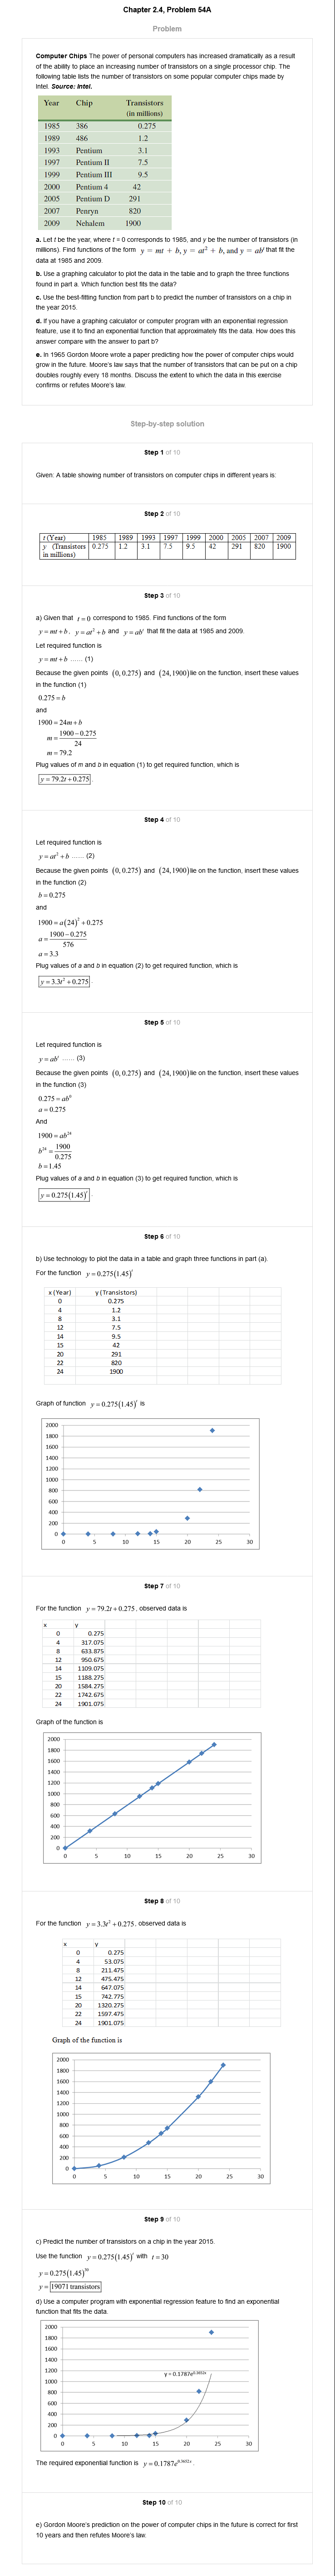 Chapter 2.4, Problem 54A
Problem
Computer Chips The power of personal computers has increased dramatically as a result
of the ability to place an increasing number of transistors on a single processor chip. The
following table lists the number of transistors on some popular computer chips made by
Intel. Source: Intel.
Year Chip Transistors
(in millions)
1985 386 0.275
1989 486 1.2
1993 Pentium 3.1
1997 Pentium II 7.5
1999 Pentium III 9.5
2000 Pentium 4 42
2005 Pentium D 291
2007 Penryn 820
2009 Nehalem 1900
a. Let t be the year, where t = 0 corresponds to 1985, and y be the number of transistors (in
millions). Find functions of the form y = mt + b, y = at² + b, and y = abᵗ that fit the
data at 1985 and 2009.
b. Use a graphing calculator to plot the data in the table and to graph the three functions
found in part a. Which function best fits the data?
c. Use the best-fitting function from part b to predict the number of transistors on a chip in
the year 2015.
d. If you have a graphing calculator or computer program with an exponential regression
feature, use it to find an exponential function that approximately fits the data. How does this
answer compare with the answer to part b?
e. In 1965 Gordon Moore wrote a paper predicting how the power of computer chips would
grow in the future. Moore's law says that the number of transistors that can be put on a chip
doubles roughly every 18 months. Discuss the extent to which the data in this exercise
confirms or refutes Moore's law.
Step-by-step solution
Step 1 of 10
Given: A table showing number of transistors on computer chips in different years is:
Step 2 of 10
t (Year) 1985 1989 1993 1997 1999 2000 2005 2007 2009
y (Transistors 0.275 1.2 3.1 7.5 9.5 42 291 820 1900
in millions)
Step 3 of 10
a) Given that t = 0 correspond to 1985. Find functions of the form
y = mt + b, y = at² + b and y = abᵗ that fit the data at 1985 and 2009.
Let required function is
y = mt + b ...... (1)
Because the given points (0, 0.275) and (24,1900) lie on the function, insert these values
in the function (1)
0.275 = b
and
1900 = 24m + b
m = 1900 − 0.275
24
m = 79.2
Plug values of m and b in equation (1) to get required function, which is
y = 79.2t + 0.275.
Step 4 of 10
Let required function is
y = at² + b ...... (2)
Because the given points (0, 0.275) and (24,1900) lie on the function, insert these values
in the function (2)
b = 0.275
and
1900 = a(24)² + 0.275
a = 1900 − 0.275
576
a = 3.3
Plug values of a and b in equation (2) to get required function, which is
y = 3.3t² + 0.275.
Step 5 of 10
Let required function is
y = abᵗ ...... (3)
Because the given points (0, 0.275) and (24,1900) lie on the function, insert these values
in the function (3)
0.275 = ab⁰
a = 0.275
And
1900 = ab²⁴
b²⁴ = 1900
0.275
b = 1.45
Plug values of a and b in equation (3) to get required function, which is
y = 0.275(1.45)ᵗ.
Step 6 of 10
b) Use technology to plot the data in a table and graph three functions in part (a).
For the function y = 0.275(1.45)ᵗ
x (Year) y (Transistors)
0 0.275
4 1.2
8 3.1
12 7.5
14 9.5
15 42
20 291
22 820
24 1900
Graph of function y = 0.275(1.45)ᵗ is
2000
1800
1600
1400
1200
1000
800
600
400
200
0
0 5 10 15 20 25 30
Step 7 of 10
For the function y = 79.2t + 0.275, observed data is
x y
0 0.275
4 317.075
8 633.875
12 950.675
14 1109.075
15 1188.275
20 1584.275
22 1742.675
24 1901.075
Graph of the function is
2000
1800
1600
1400
1200
1000
800
600
400
200
0
0 5 10 15 20 25 30
Step 8 of 10
For the function y = 3.3t² + 0.275, observed data is
x y
0 0.275
4 53.075
8 211.475
12 475.475
14 647.075
15 742.775
20 1320.275
22 1597.475
24 1901.075
Graph of the function is
2000
1800
1600
1400
1200
1000
800
600
400
200
0
0 5 10 15 20 25 30
Step 9 of 10
c) Predict the number of transistors on a chip in the year 2015.
Use the function y = 0.275(1.45)ᵗ with t = 30
y = 0.275(1.45)³⁰
y = 19071 transistors
d) Use a computer program with exponential regression feature to find an exponential
function that fits the data.
2000
1800
1600
1400
1200
1000
800
600
400
200
0
y = 0.1787e^0.3652x
0 5 10 15 20 25 30
The required exponential function is y = 0.1787e^0.3652x.
Step 10 of 10
e) Gordon Moore's prediction on the power of computer chips in the future is correct for first
10 years and then refutes Moore's law.